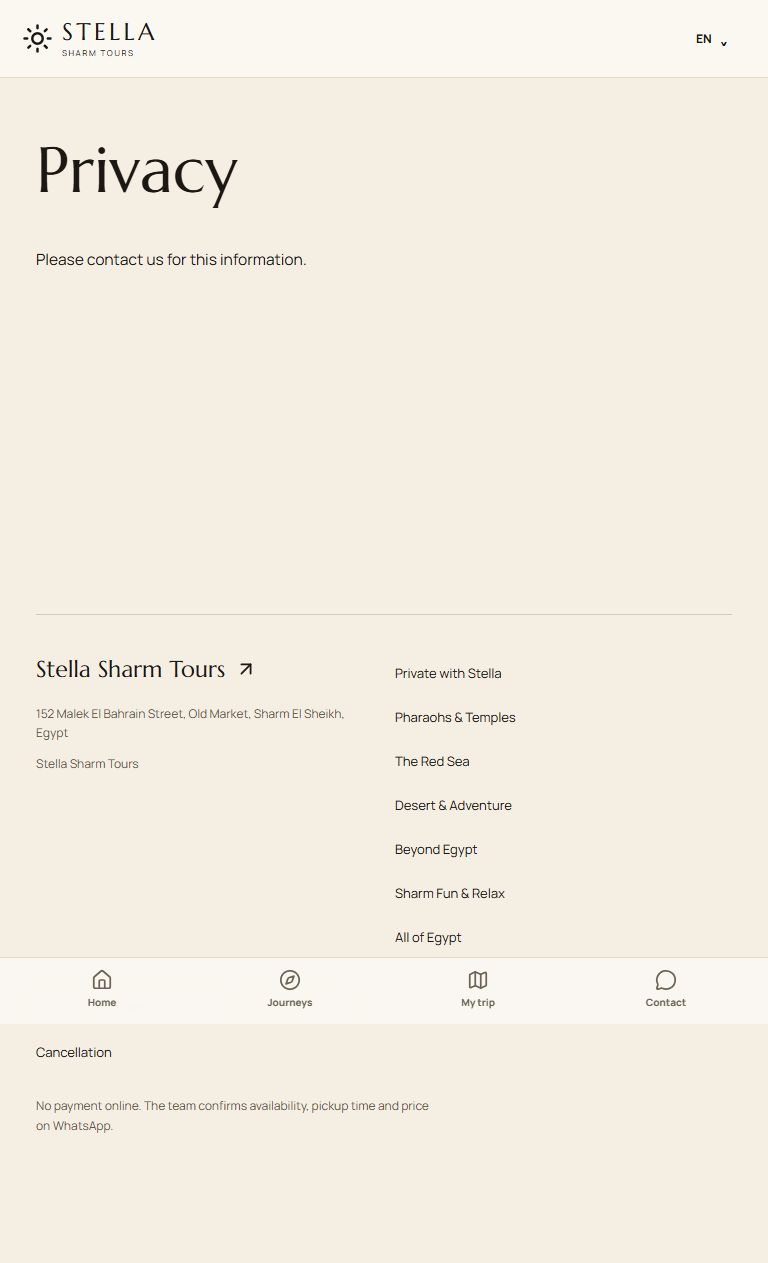 STELLA
SHARM TOURS
EN
Privacy
Please contact us for this information.
Stella Sharm Tours
152 Malek El Bahrain Street, Old Market, Sharm El Sheikh,
Egypt
Stella Sharm Tours
Private with Stella
Pharaohs & Temples
The Red Sea
Desert & Adventure
Beyond Egypt
Sharm Fun & Relax
All of Egypt
Home
Journeys
My trip
Contact
Cancellation
No payment online. The team confirms availability, pickup time and price
on WhatsApp.